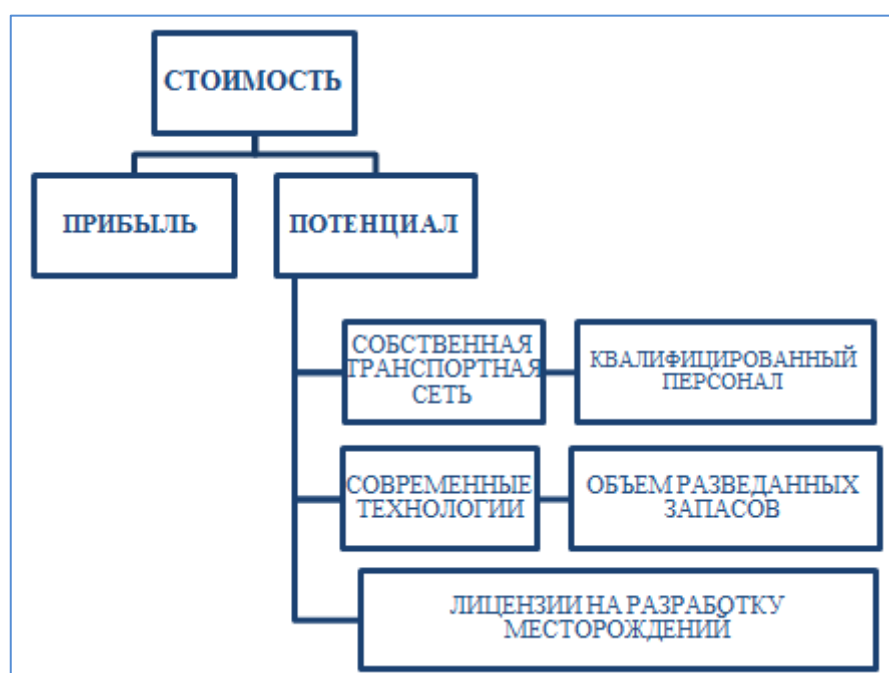 СТОИМОСТЬ
ПРИБЫЛЬ
ПОТЕНЦИАЛ
СОБСТВЕННАЯ
ТРАНСПОРТНАЯ
СЕТЬ
КВАЛИФИЦИРОВАННЫЙ
ПЕРСОНАЛ
СОВРЕМЕННЫЕ
ТЕХНОЛОГИИ
ОБЪЕМ РАЗВЕДАННЫХ
ЗАПАСОВ
ЛИЦЕНЗИИ НА РАЗРАБОТКУ
МЕСТОРОЖДЕНИЙ